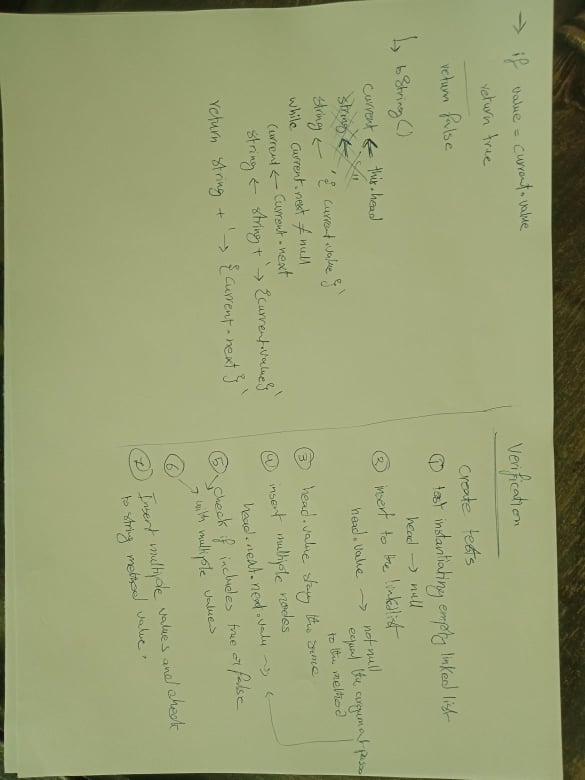 → if value = current.value
return true
return false
↳ toString()
current ← this.head
string ← ' '
string ← '{ current.value }'
while current.next ≠ null
current ← current.next
string ← string + ' → {current.value}'
return string + ' → { current.next }'
Verification
Create tests
① test instantiating empty linked list
head → null
② insert to the linkedlist
head.value → not null
equal the argument pass
to the method
③ head.value stay the same
④ insert multiple nodes
head.next.next.value →
⑤ check if includes true or false
⑥ → with multiple values
⑦ Insert multiple values and check
to string method value.